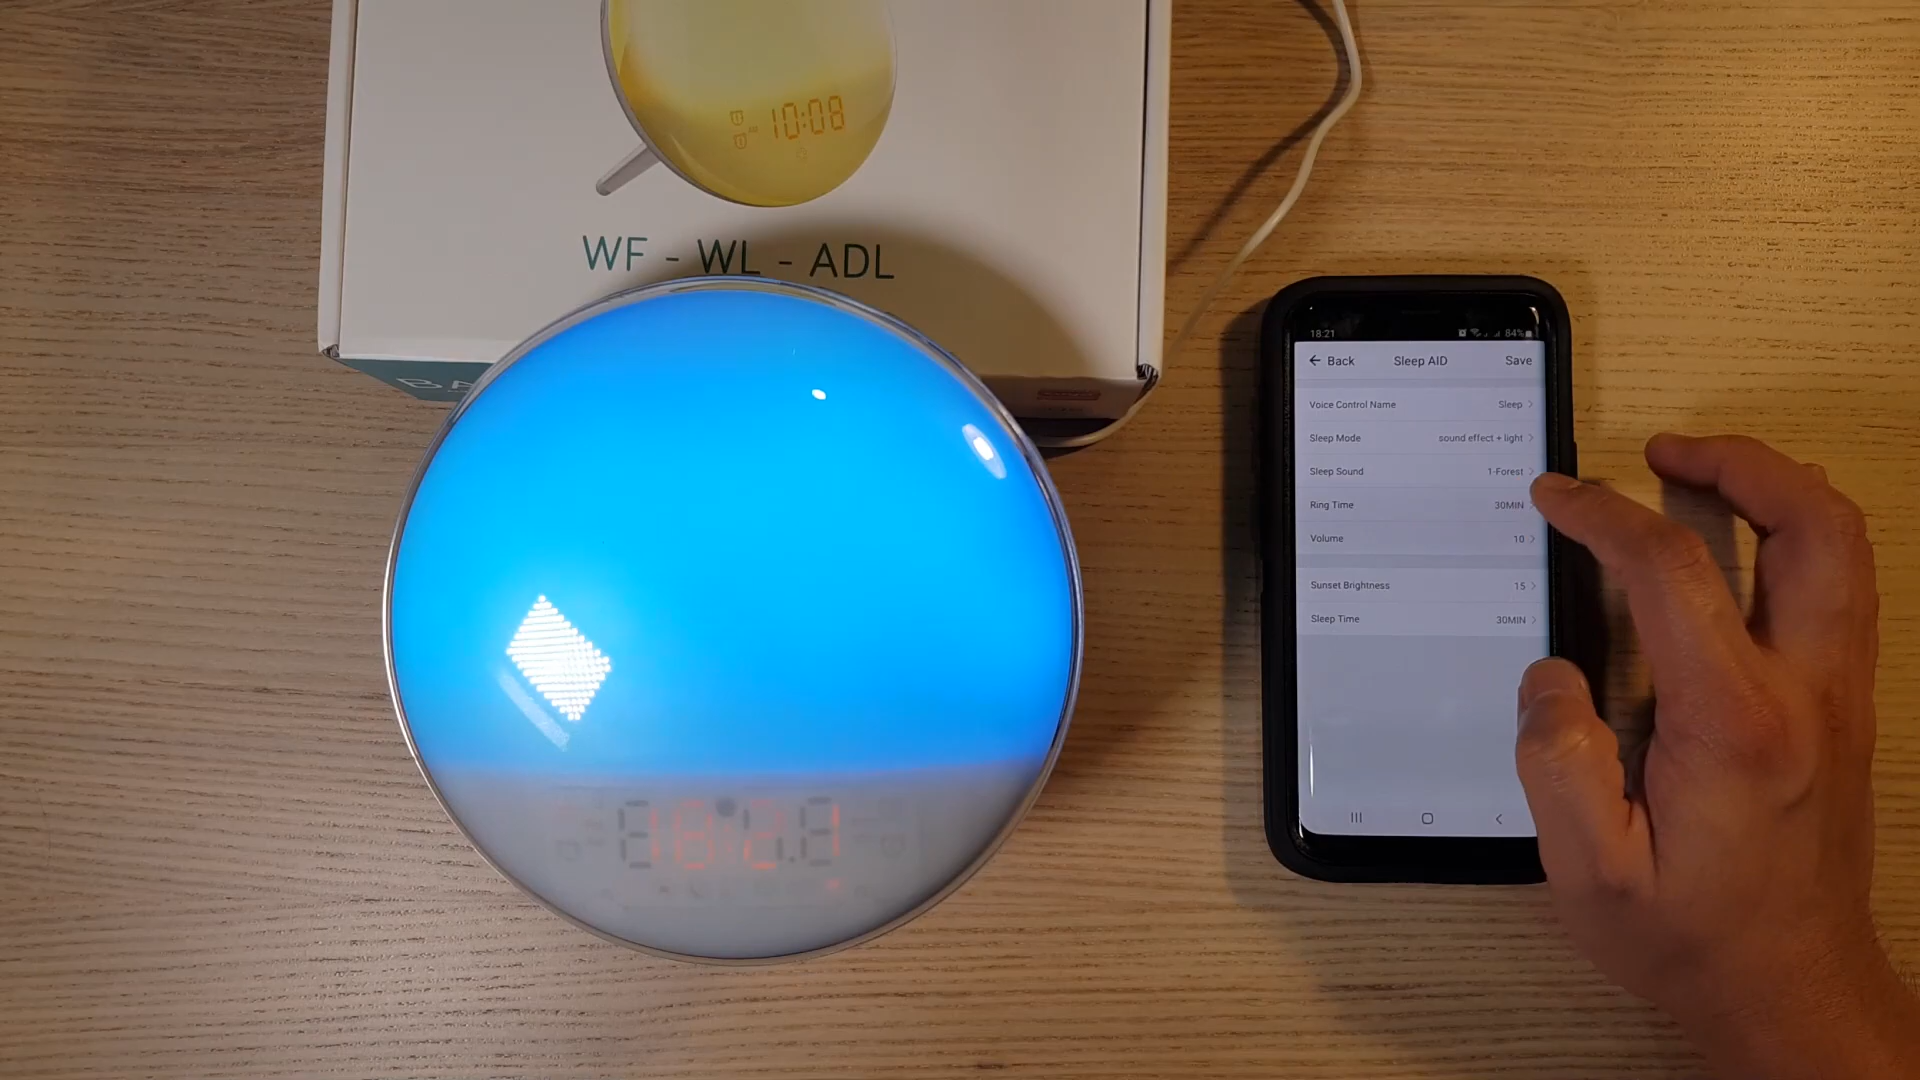 10:08
WF - WL - ADL
18:21
18:21 84%
Back Sleep AID Save
Voice Control Name Sleep
Sleep Mode sound effect + light
Sleep Sound 1-Forest
Ring Time 30MIN
Volume 10
Sunset Brightness 15
Sleep Time 30MIN